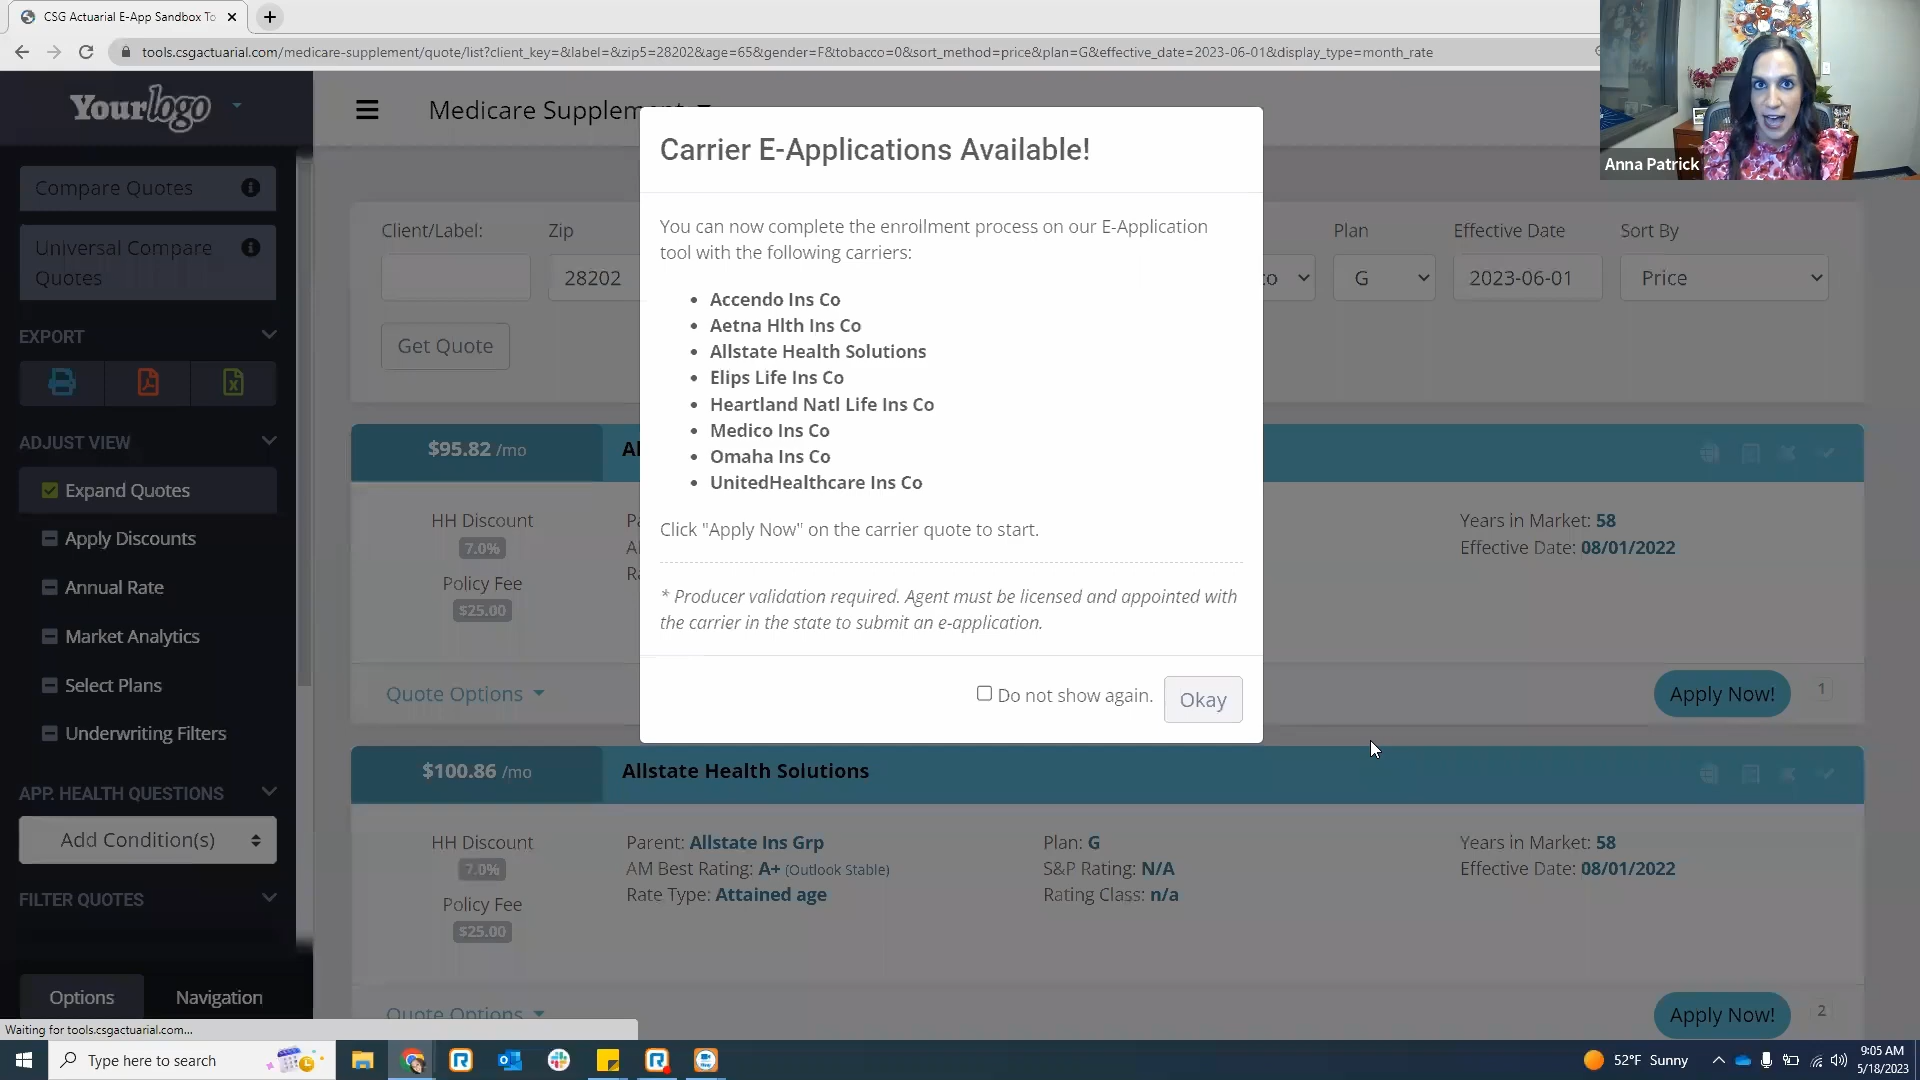 CSG Actuarial E-App Sandbox To
tools.csgactuarial.com/medicare-supplement/quote/list?client_key=&label=&zip5=28202&age=65&gender=F&tobacco=0&sort_method=price&plan=G&effective_date=2023-06-01&display_type=month_rate
Anna Patrick
Yourlogo
Medicare Supplement
Compare Quotes
Universal Compare
Quotes
EXPORT
ADJUST VIEW
Expand Quotes
Apply Discounts
Annual Rate
Market Analytics
Select Plans
Underwriting Filters
APP. HEALTH QUESTIONS
Add Condition(s)
FILTER QUOTES
Options Navigation
Client/Label: Zip Plan Effective Date Sort By
28202 G 2023-06-01 Price
Get Quote
Carrier E-Applications Available!
You can now complete the enrollment process on our E-Application
tool with the following carriers:
• Accendo Ins Co
• Aetna Hlth Ins Co
• Allstate Health Solutions
• Elips Life Ins Co
• Heartland Natl Life Ins Co
• Medico Ins Co
• Omaha Ins Co
• UnitedHealthcare Ins Co
Click "Apply Now" on the carrier quote to start.
* Producer validation required. Agent must be licensed and appointed with
the carrier in the state to submit an e-application.
Do not show again. Okay
$95.82 /mo Al
HH Discount
7.0%
Policy Fee
$25.00
Years in Market: 58
Effective Date: 08/01/2022
Quote Options Apply Now! 1
$100.86 /mo Allstate Health Solutions
HH Discount
7.0%
Policy Fee
$25.00
Parent: Allstate Ins Grp
AM Best Rating: A+ (Outlook Stable)
Rate Type: Attained age
Plan: G
S&P Rating: N/A
Rating Class: n/a
Years in Market: 58
Effective Date: 08/01/2022
Quote Options Apply Now! 2
Waiting for tools.csgactuarial.com...
Type here to search
52°F Sunny
9:05 AM
5/18/2023